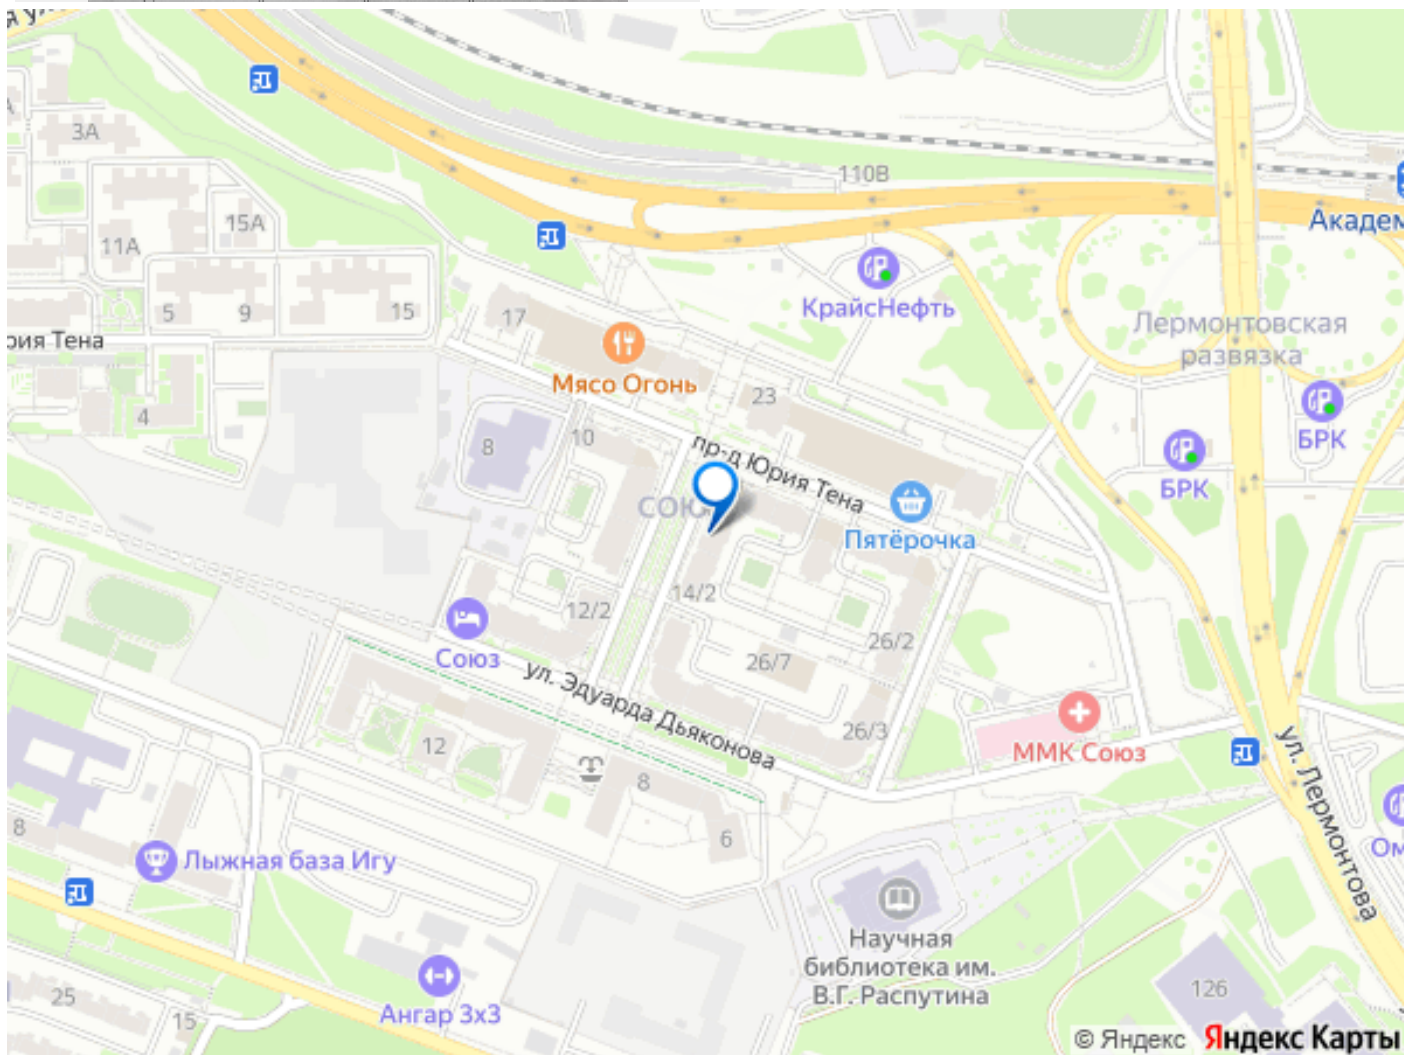 3А
110В
15А
11А
Академ
КрайсНефть
5
9
15
17
Лермонтовская
развязка
рия Тена
Мясо Огонь
23
4
8
10
БРК
БРК
пр-д Юрия Тена
СОЮ
Пятёрочка
14/2
12/2
Союз
26/2
26/7
ул. Эдуарда Дьяконова
26/3
12
ММК Союз
8
ул. Лермонтова
8
6
Лыжная база Игу
Ом
Научная
библиотека им.
В.Г. Распутина
25
15
Ангар 3х3
126
© Яндекс Яндекс Карты